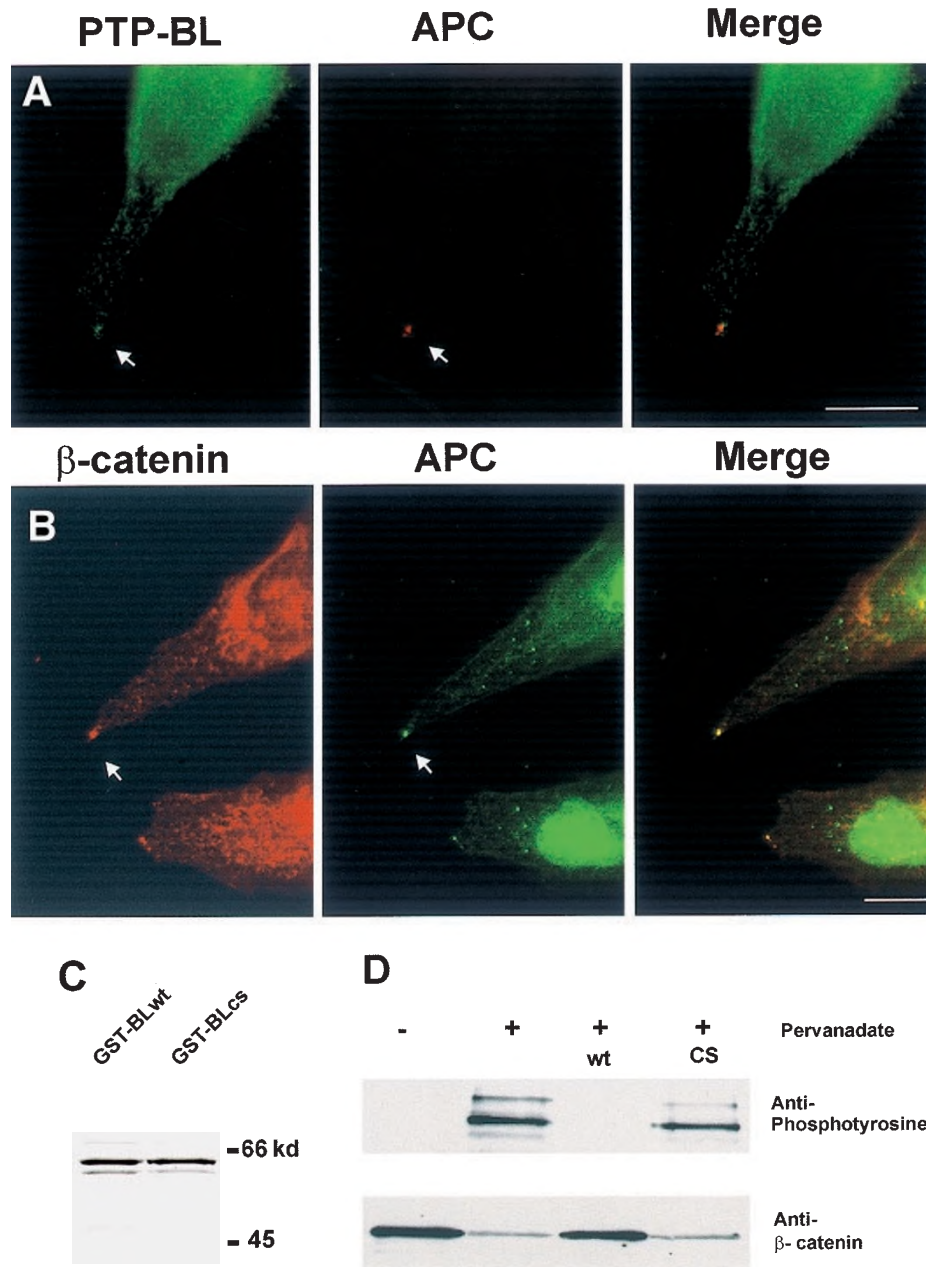 PTP-BL APC Merge
A
β-catenin APC Merge
B
C
GST-BLwt
GST-BLcs
66 kd
45
D
- + + + Pervanadate
wt CS
Anti-
Phosphotyrosine
Anti-
β- catenin